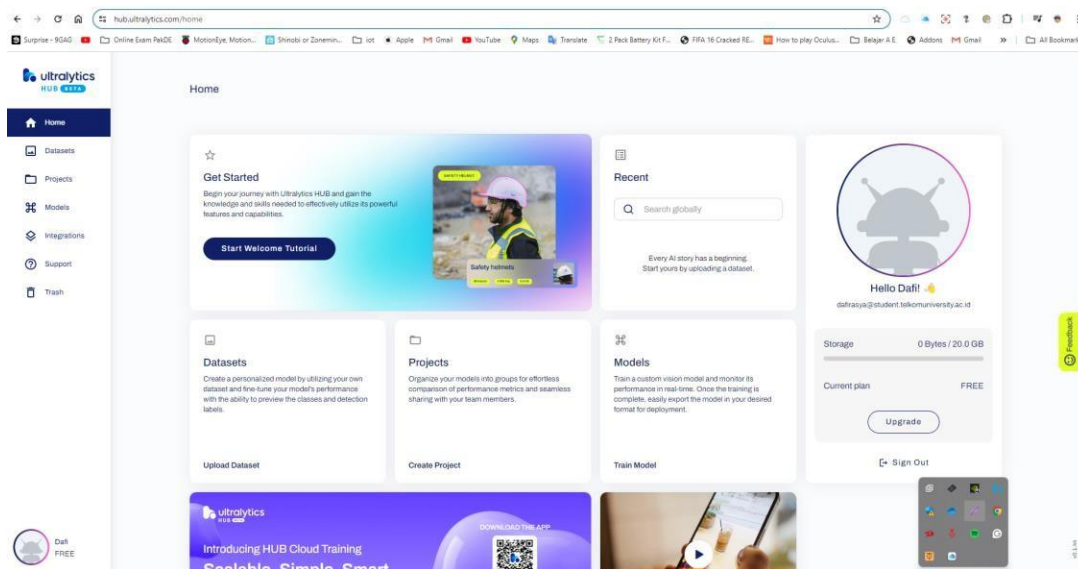 hub.ultralytics.com/home
Surprise - 9GAG
Online Exam PakDE
MotionEye, Motion...
Shinobi or Zonemin...
iot
Apple
Gmail
YouTube
Maps
Translate
2 Pack Battery Kit F...
FIFA 16 Cracked RE...
How to play Oculus...
Belajar A.E
Addons
Gmail
»
All Bookmark
ultralytics
HUB BETA
Home
Datasets
Projects
Models
Integrations
Support
Trash
Home
Get Started
Begin your journey with Ultralytics HUB and gain the
knowledge and skills needed to effectively utilize its powerful
features and capabilities.
Start Welcome Tutorial
SAFETY HELMET
Safety helmets
Recent
Search globally
Every AI story has a beginning.
Start yours by uploading a dataset.
Hello Dafi!
dafirasya@student.telkomuniversity.ac.id
Storage 0 Bytes / 20.0 GB
Current plan FREE
Upgrade
Sign Out
Feedback
Datasets
Create a personalized model by utilizing your own
dataset and fine-tune your model's performance
with the ability to preview the classes and detection
labels.
Upload Dataset
Projects
Organize your models into groups for effortless
comparison of performance metrics and seamless
sharing with your team members.
Create Project
Models
Train a custom vision model and monitor its
performance in real-time. Once the training is
complete, easily export the model in your desired
format for deployment.
Train Model
ultralytics
HUB BETA
DOWNLOAD THE APP
Introducing HUB Cloud Training
Scalable. Simple. Smart.
Dafi
FREE